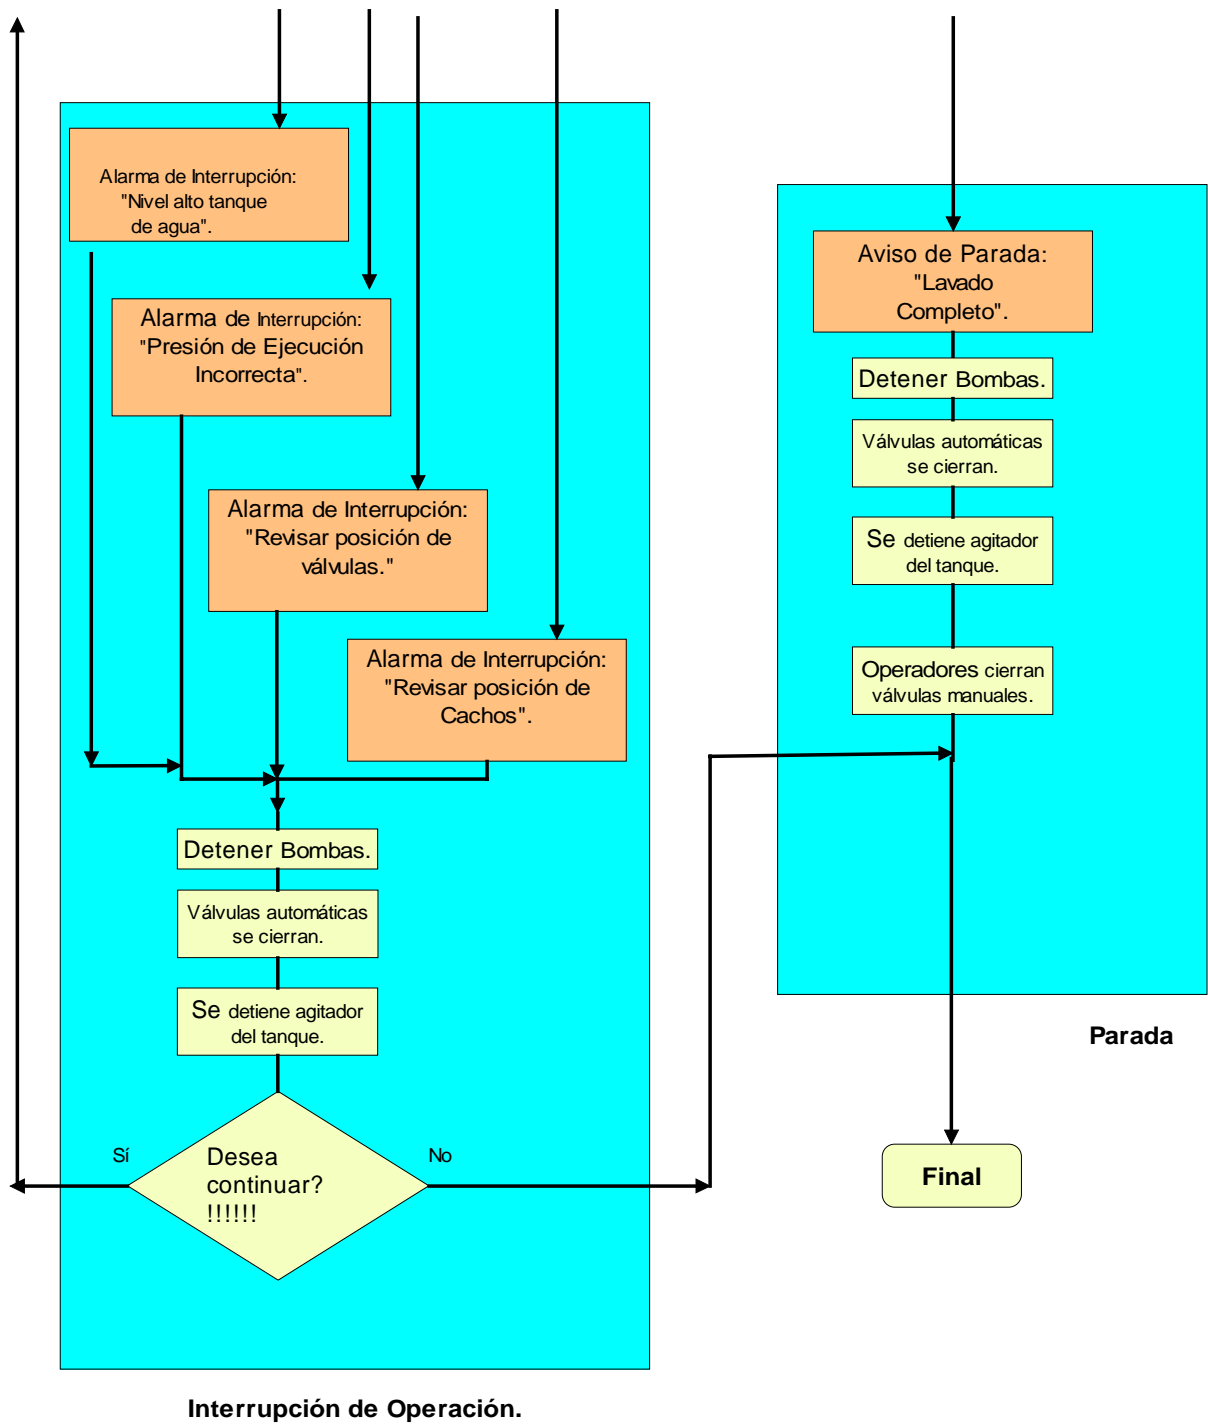 Alarma de Interrupción:
"Nivel alto tanque
de agua".
Alarma de Interrupción:
"Presión de Ejecución
Incorrecta".
Alarma de Interrupción:
"Revisar posición de
válvulas."
Alarma de Interrupción:
"Revisar posición de
Cachos".
Detener Bombas.
Válvulas automáticas
se cierran.
Se detiene agitador
del tanque.
Sí
Desea
continuar?
!!!!!!
No
Interrupción de Operación.
Aviso de Parada:
"Lavado
Completo".
Detener Bombas.
Válvulas automáticas
se cierran.
Se detiene agitador
del tanque.
Operadores cierran
válvulas manuales.
Parada
Final